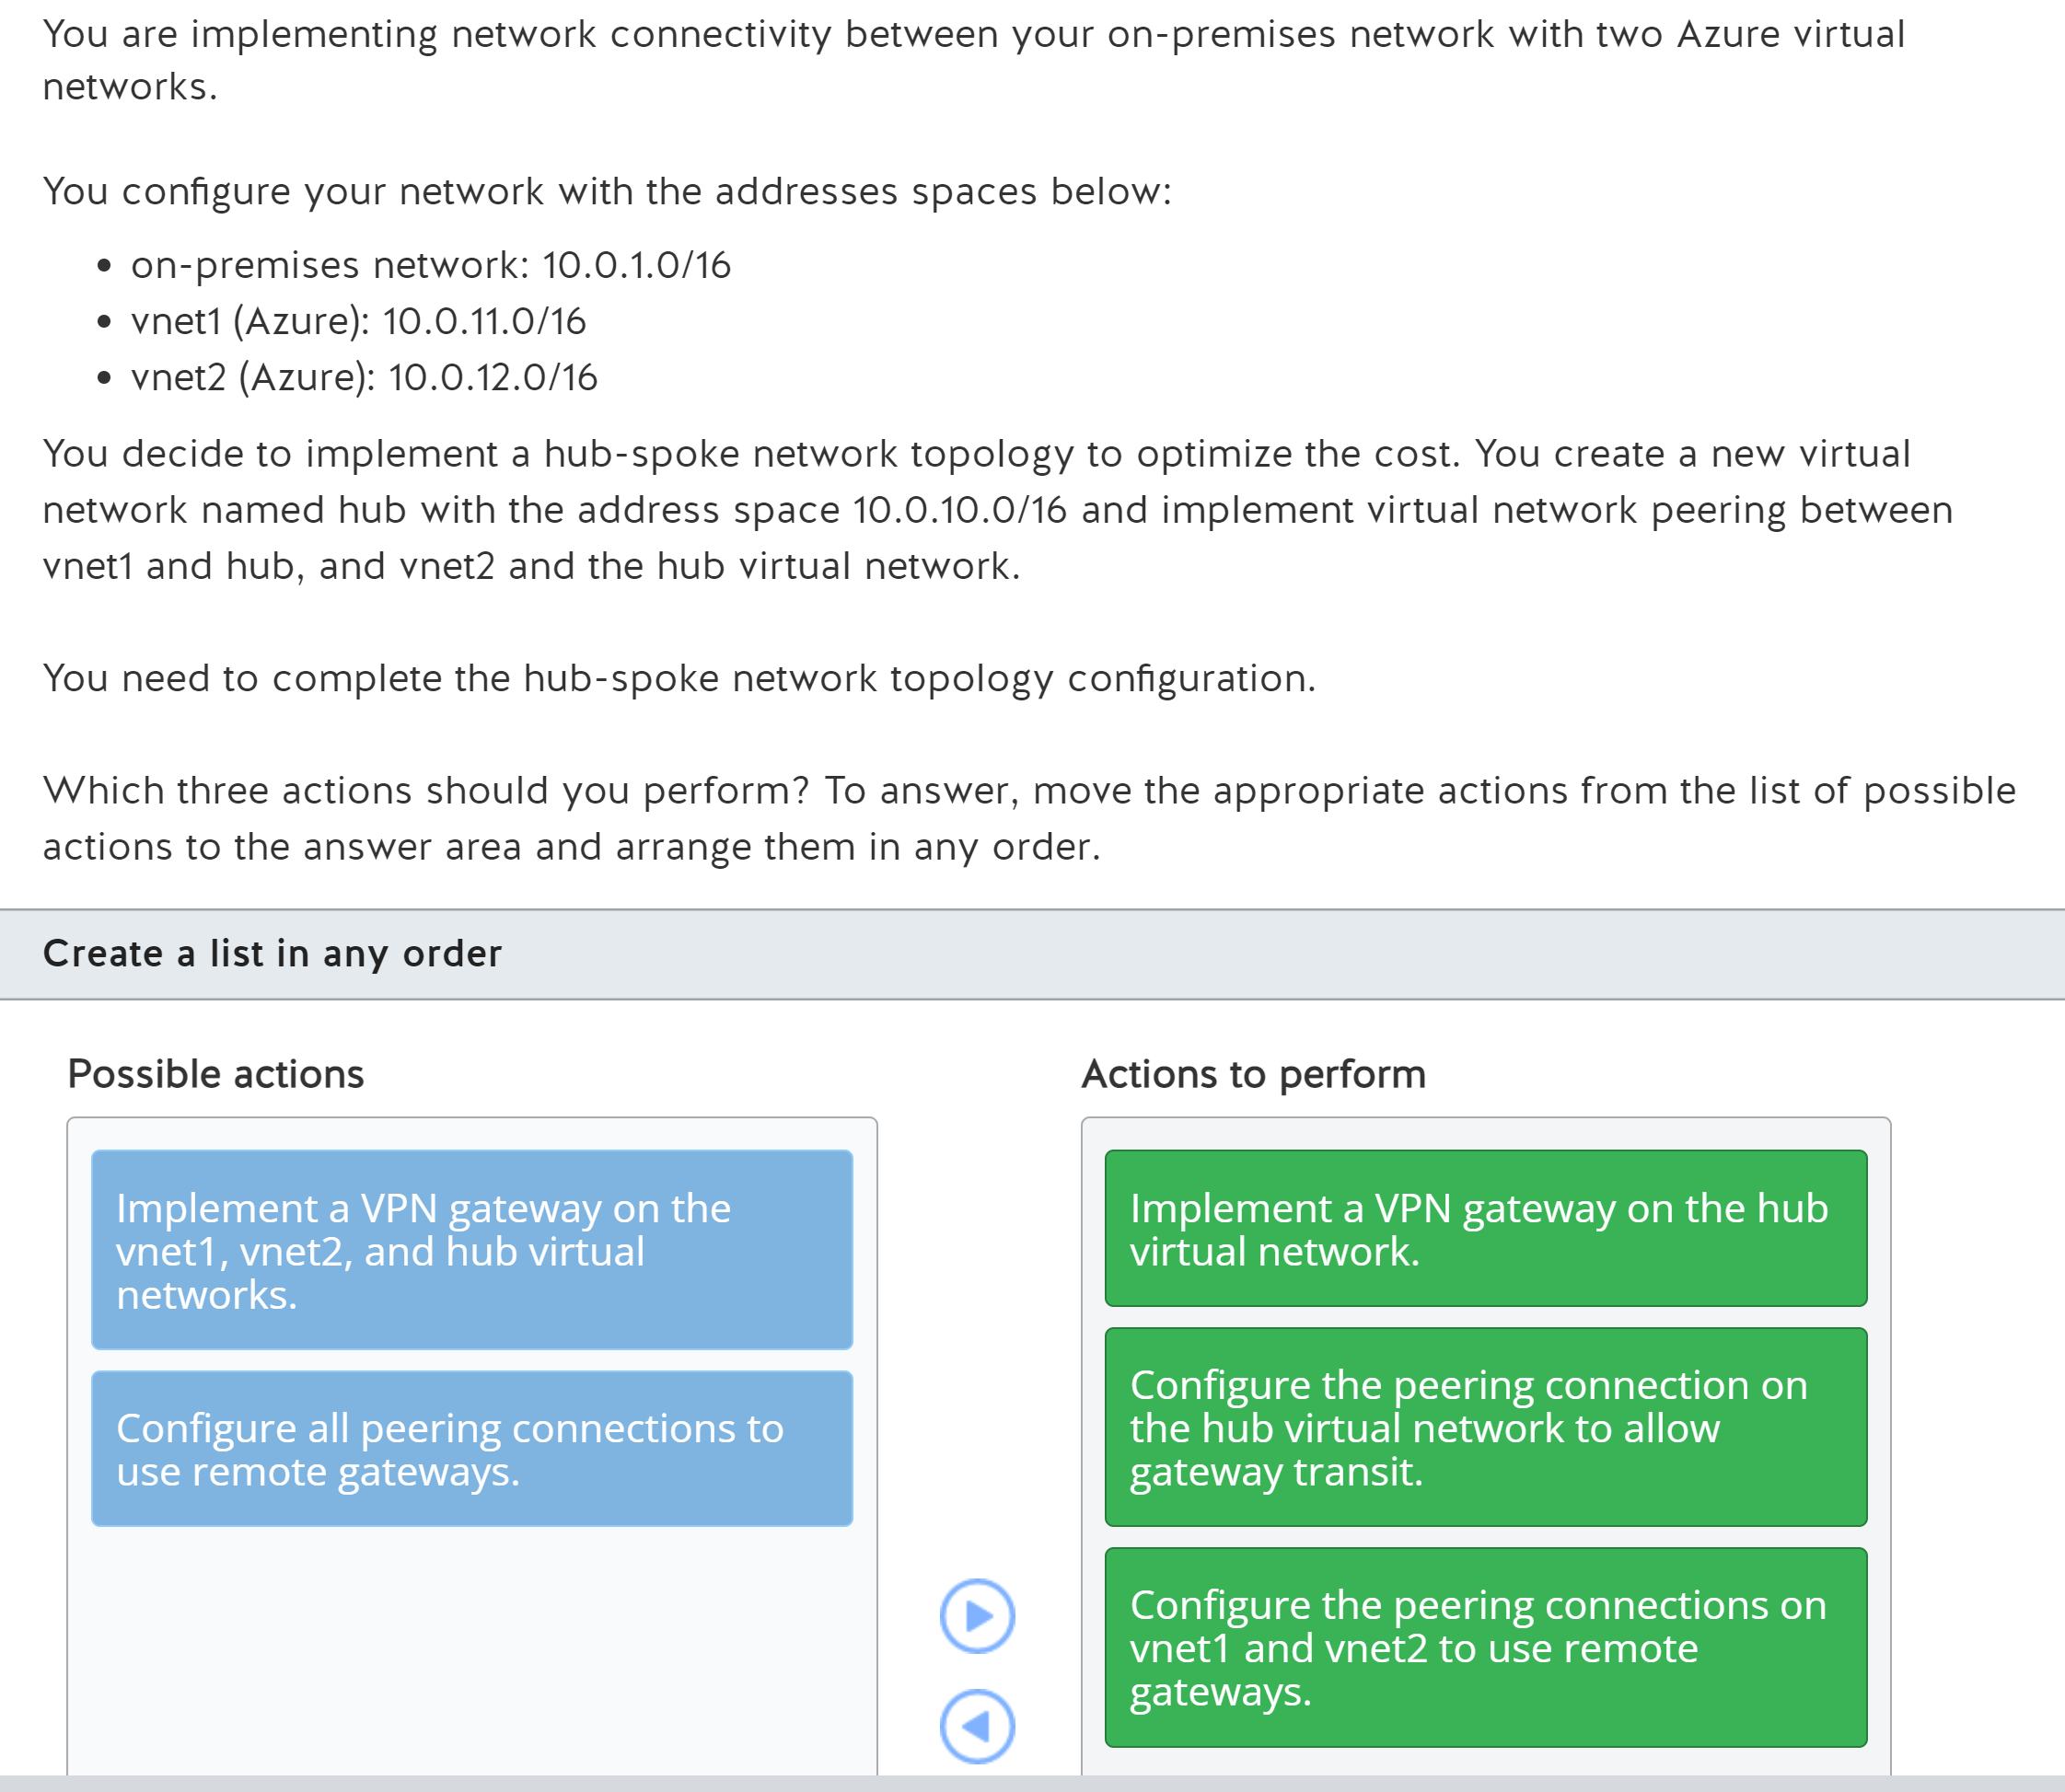 You are implementing network connectivity between your on-premises network with two Azure virtual
networks.
You configure your network with the addresses spaces below:
• on-premises network: 10.0.1.0/16
• vnet1 (Azure): 10.0.11.0/16
• vnet2 (Azure): 10.0.12.0/16
You decide to implement a hub-spoke network topology to optimize the cost. You create a new virtual
network named hub with the address space 10.0.10.0/16 and implement virtual network peering between
vnet1 and hub, and vnet2 and the hub virtual network.
You need to complete the hub-spoke network topology configuration.
Which three actions should you perform? To answer, move the appropriate actions from the list of possible
actions to the answer area and arrange them in any order.
Create a list in any order
Possible actions
Implement a VPN gateway on the
vnet1, vnet2, and hub virtual
networks.
Configure all peering connections to
use remote gateways.
Actions to perform
Implement a VPN gateway on the hub
virtual network.
Configure the peering connection on
the hub virtual network to allow
gateway transit.
Configure the peering connections on
vnet1 and vnet2 to use remote
gateways.